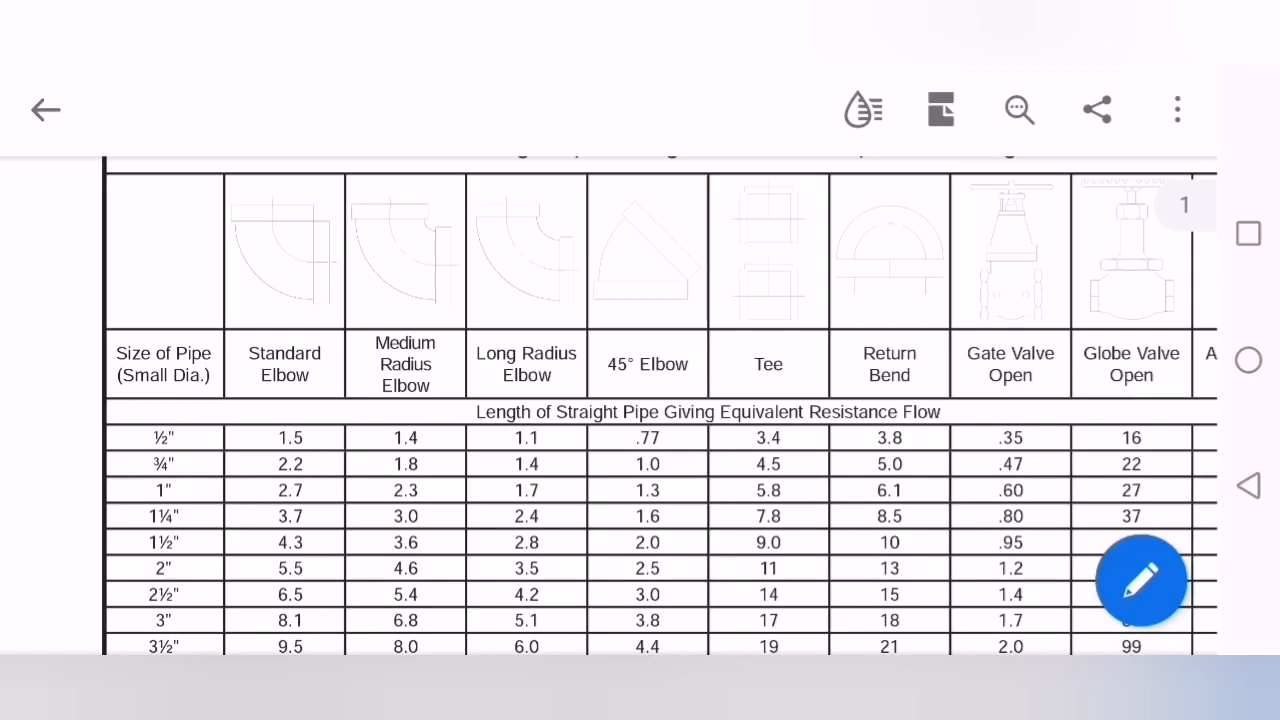 1
Size of Pipe
(Small Dia.)
Standard
Elbow
Medium
Radius
Elbow
Long Radius
Elbow
45° Elbow
Tee
Return
Bend
Gate Valve
Open
Globe Valve
Open
A
Length of Straight Pipe Giving Equivalent Resistance Flow
½" 1.5 1.4 1.1 .77 3.4 3.8 .35 16
¾" 2.2 1.8 1.4 1.0 4.5 5.0 .47 22
1" 2.7 2.3 1.7 1.3 5.8 6.1 .60 27
1¼" 3.7 3.0 2.4 1.6 7.8 8.5 .80 37
1½" 4.3 3.6 2.8 2.0 9.0 10 .95
2" 5.5 4.6 3.5 2.5 11 13 1.2
2½" 6.5 5.4 4.2 3.0 14 15 1.4
3" 8.1 6.8 5.1 3.8 17 18 1.7
3½" 9.5 8.0 6.0 4.4 19 21 2.0 99